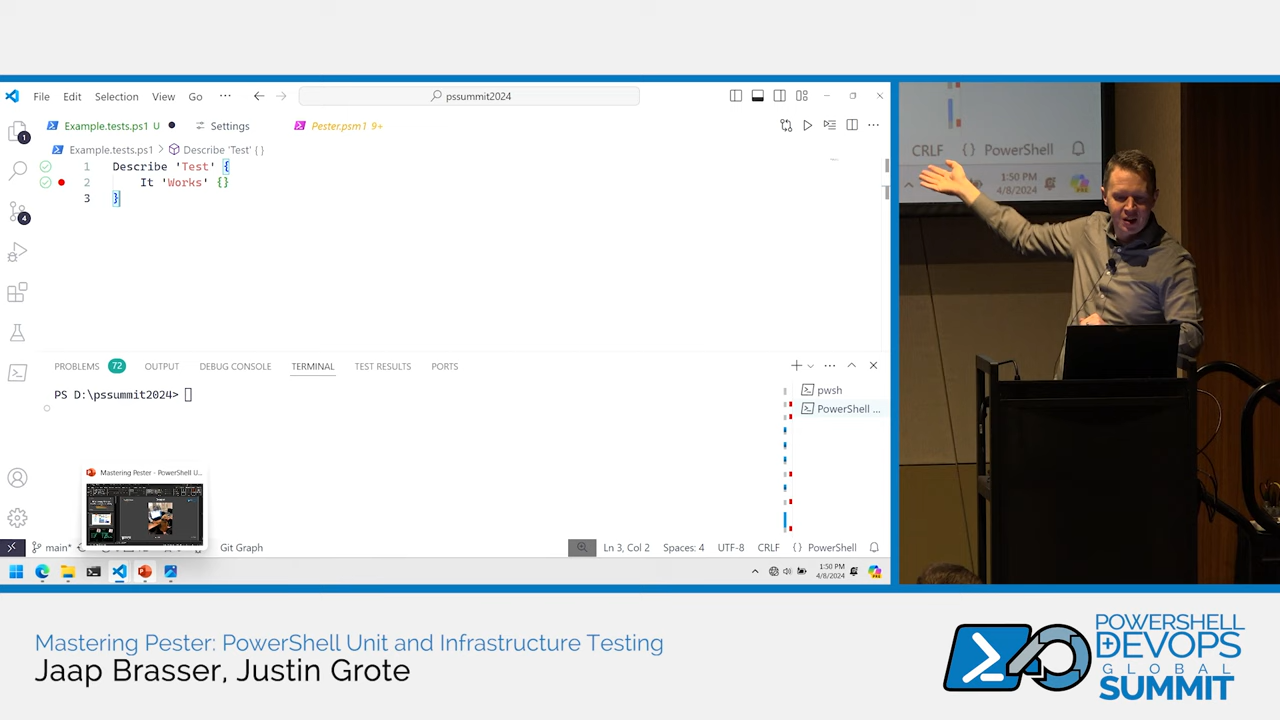 File Edit Selection View Go ··· pssummit2024
Example.tests.ps1 U Settings Pester.psm1 9+
Example.tests.ps1 > Describe 'Test' { }
1 Describe 'Test' {
2 It 'Works' {}
3 }
1
4
PROBLEMS 72 OUTPUT DEBUG CONSOLE TERMINAL TEST RESULTS PORTS
PS D:\pssummit2024>
pwsh
PowerShell ...
Mastering Pester - PowerShell U...
main* Git Graph Ln 3, Col 2 Spaces: 4 UTF-8 CRLF {} PowerShell
1:50 PM
4/8/2024
CRLF {} PowerShell
1:50 PM
4/8/2024
Mastering Pester: PowerShell Unit and Infrastructure Testing
Jaap Brasser, Justin Grote
POWERSHELL
+DEVOPS
GLOBAL
SUMMIT